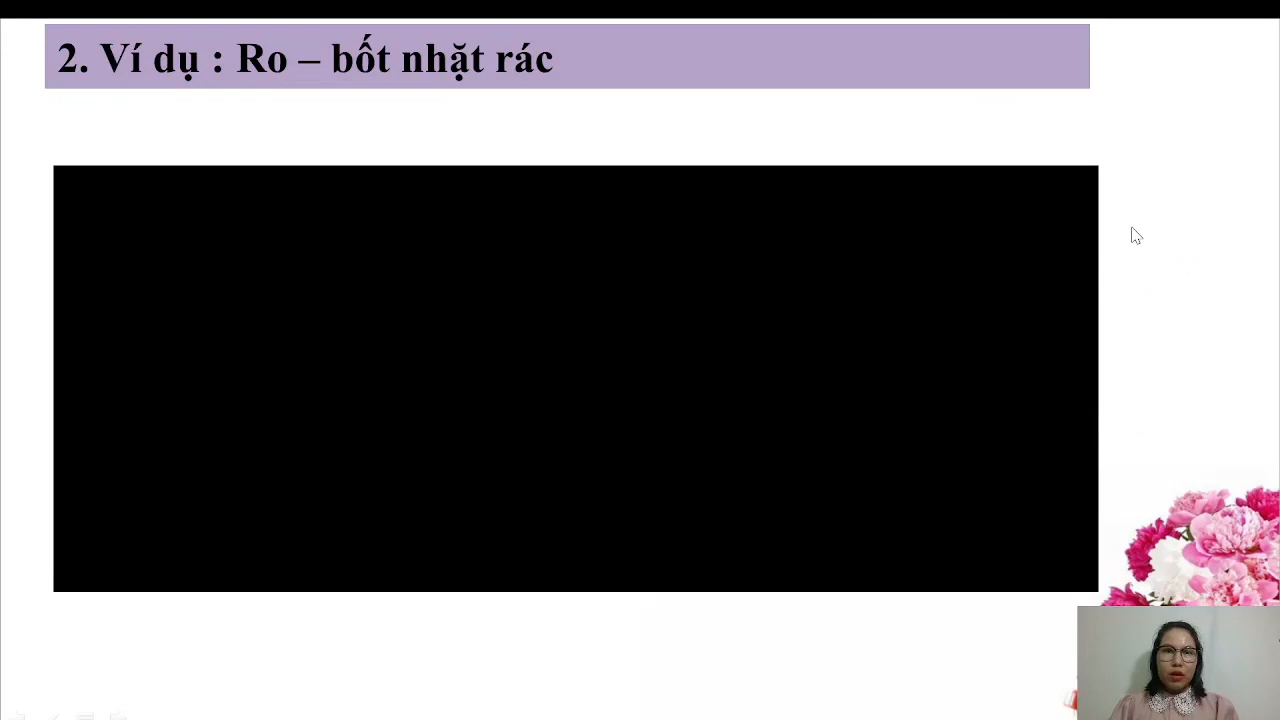 2. Ví dụ : Ro – bốt nhặt rác